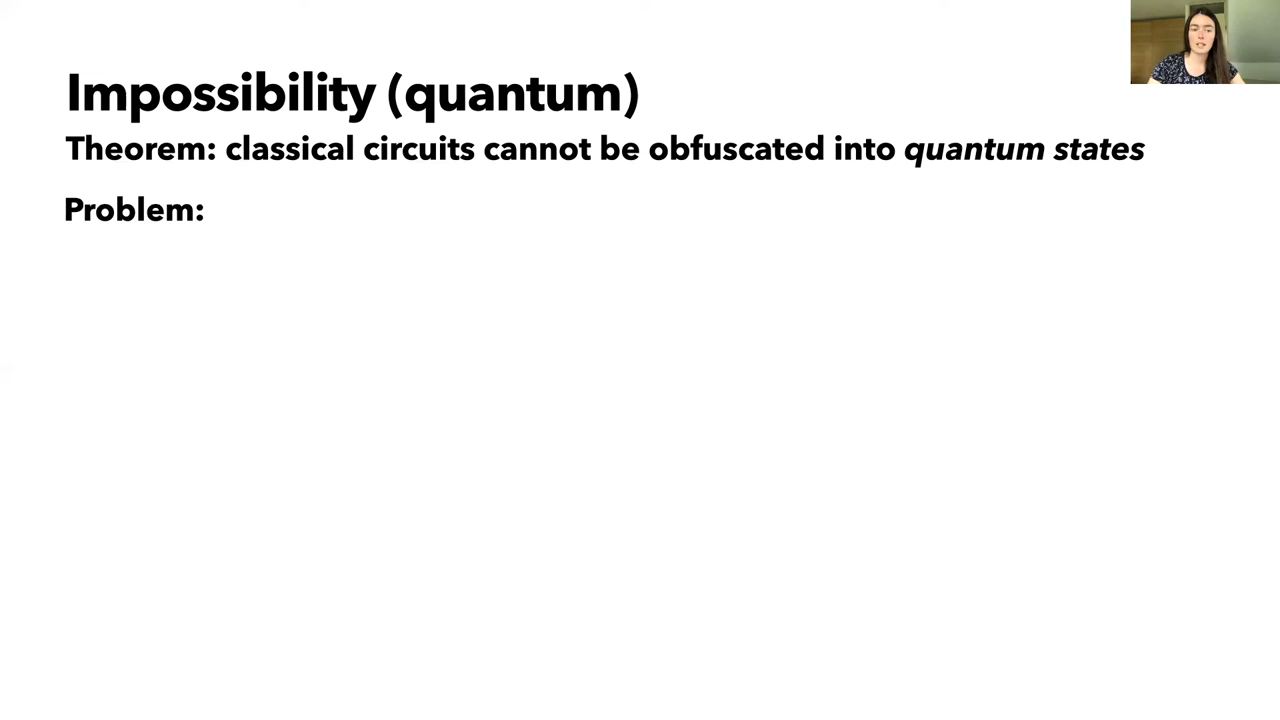 Impossibility (quantum)
Theorem: classical circuits cannot be obfuscated into quantum states
Problem: